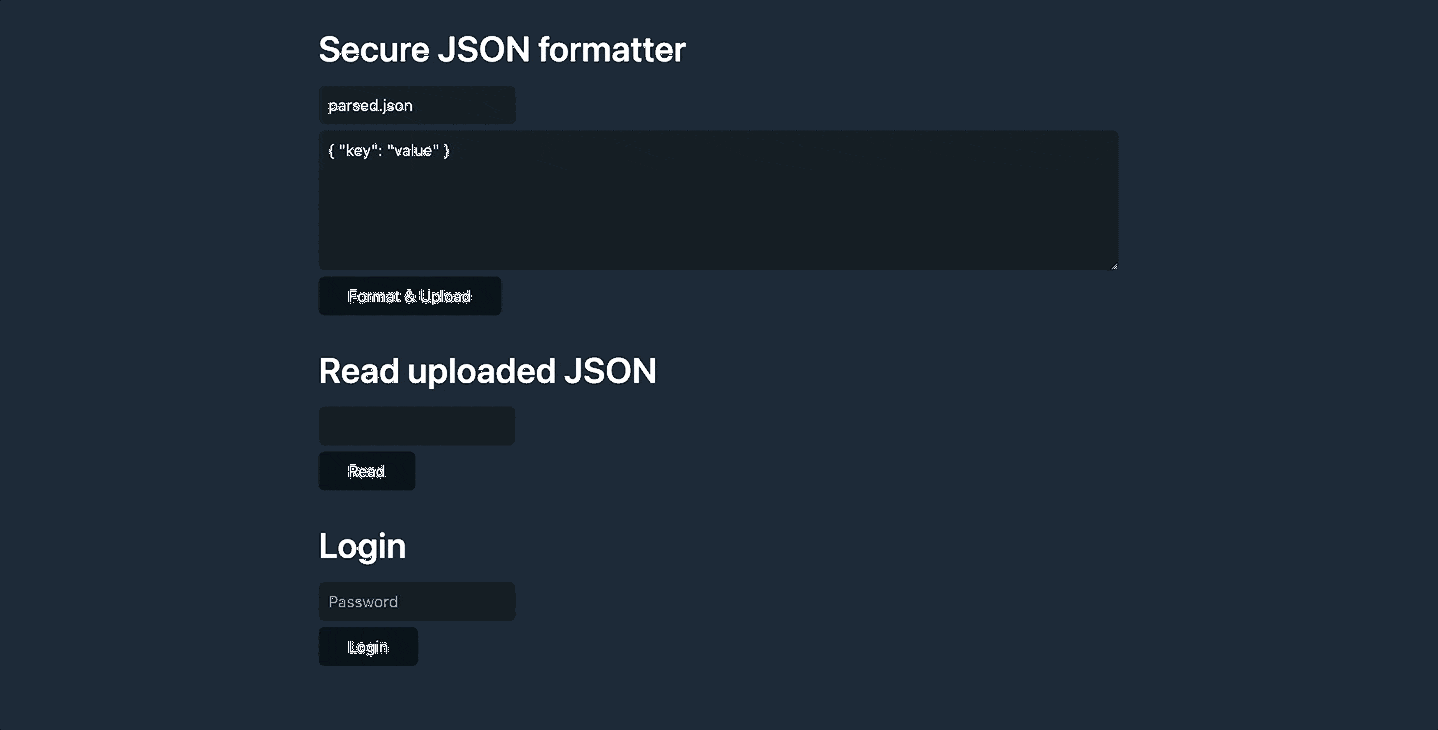 Secure JSON formatter
parsed.json
{ "key": "value" }
Format & Upload
Read uploaded JSON
Read
Login
Password
Login